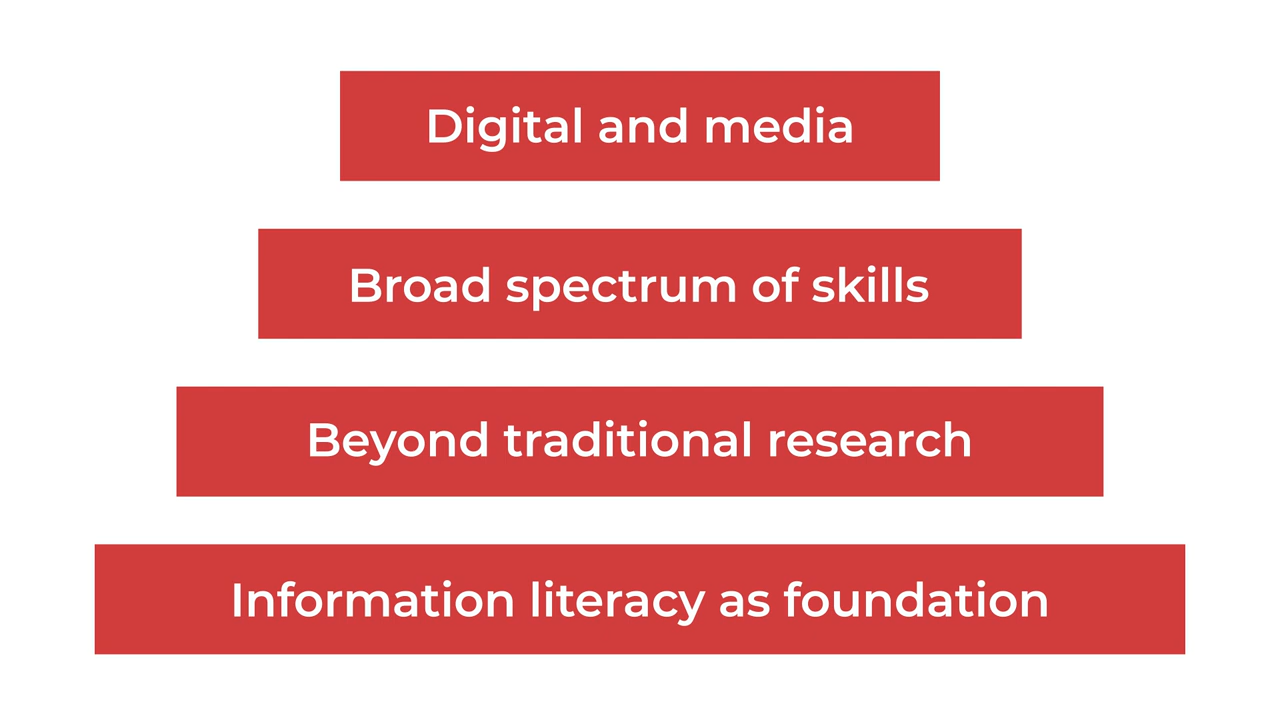 Digital and media
Broad spectrum of skills
Beyond traditional research
Information literacy as foundation